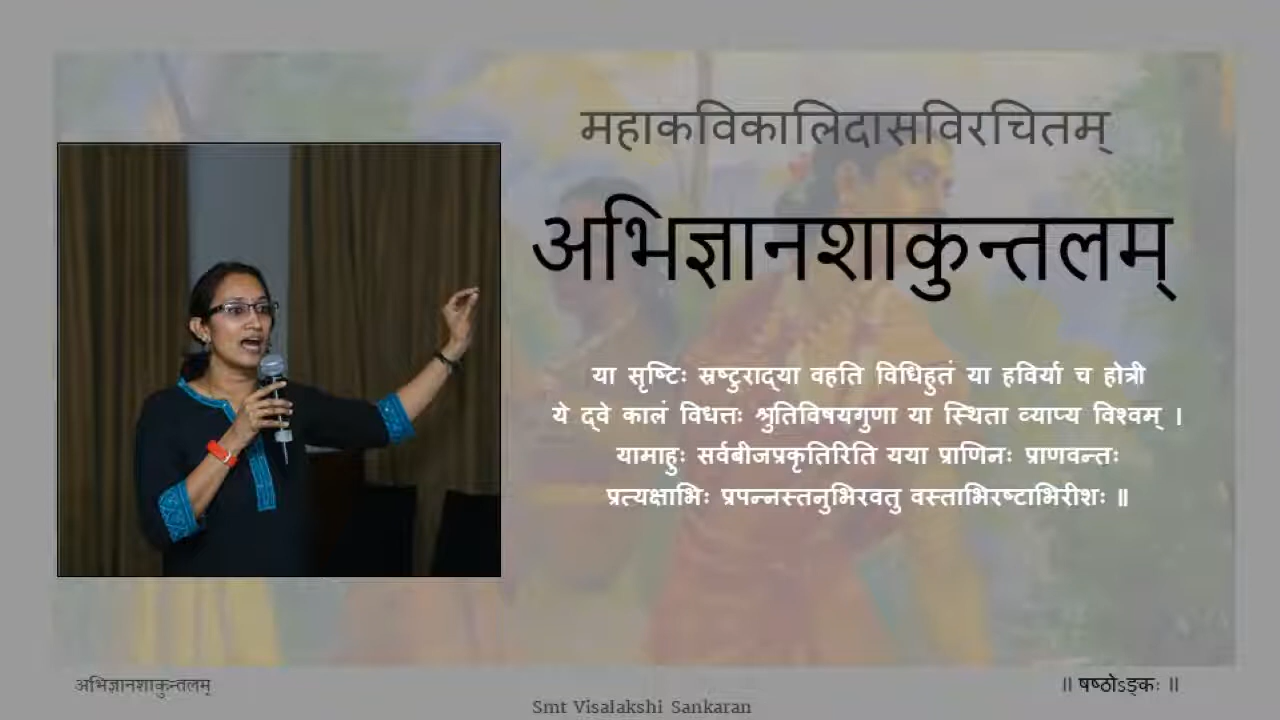 महाकविकालिदासविरचितम्
अभिज्ञानशाकुन्तलम्
या सृष्टिः स्रष्टुराद्या वहति विधिहुतं या हविर्या च होत्री
ये द्वे कालं विधत्तः श्रुतिविषयगुणा या स्थिता व्याप्य विश्वम् ।
यामाहुः सर्वबीजप्रकृतिरिति यया प्राणिनः प्राणवन्तः
प्रत्यक्षाभिः प्रपन्नस्तनुभिरवतु वस्ताभिरष्टाभिरीशः ॥
अभिज्ञानशाकुन्तलम्
॥ षष्ठोऽङ्कः ॥
Smt Visalakshi Sankaran